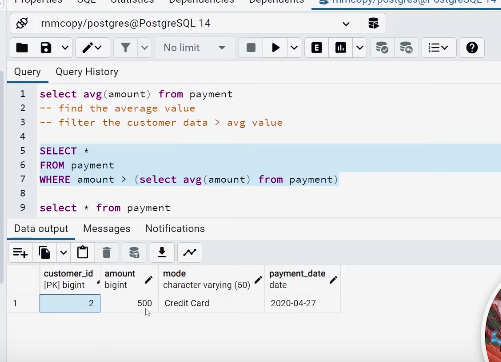 Properties SQL Statistics Dependencies Dependents mmcopy/postgres@PostgreSQL 14
mmcopy/postgres@PostgreSQL 14
No limit
E
Query Query History
1 select avg(amount) from payment
2 -- find the average value
3 -- filter the customer data > avg value
4
5 SELECT *
6 FROM payment
7 WHERE amount > (select avg(amount) from payment)
8
9 select * from payment
Data output Messages Notifications
customer_id amount mode payment_date
[PK] bigint bigint character varying (50) date
1 2 500 Credit Card 2020-04-27